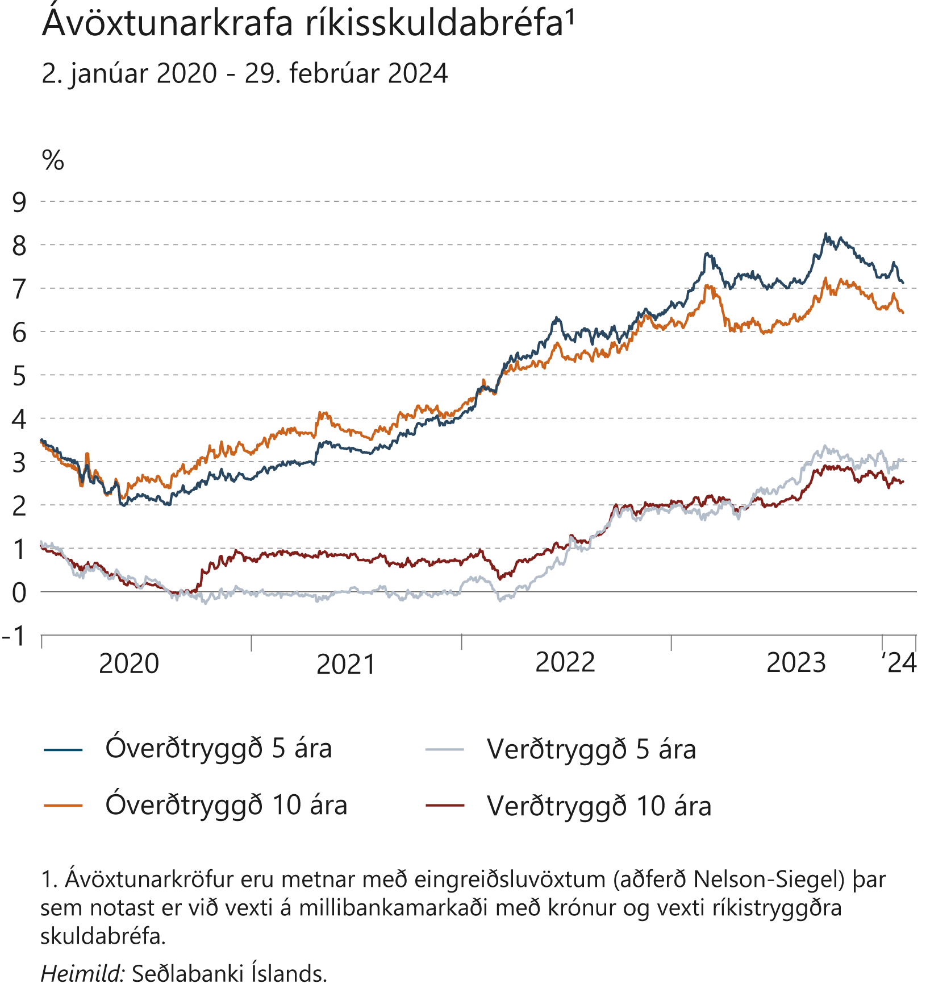 Ávöxtunarkrafa ríkisskuldabréfa¹
2. janúar 2020 - 29. febrúar 2024
%
9
8
7
6
5
4
3
2
1
0
-1
2020 2021 2022 2023 ‘24
Óverðtryggð 5 ára Verðtryggð 5 ára
Óverðtryggð 10 ára Verðtryggð 10 ára
1. Ávöxtunarkröfur eru metnar með eingreiðsluvöxtum (aðferð Nelson-Siegel) þar
sem notast er við vexti á millibankamarkaði með krónur og vexti ríkistryggðra
skuldabréfa.
Heimild: Seðlabanki Íslands.